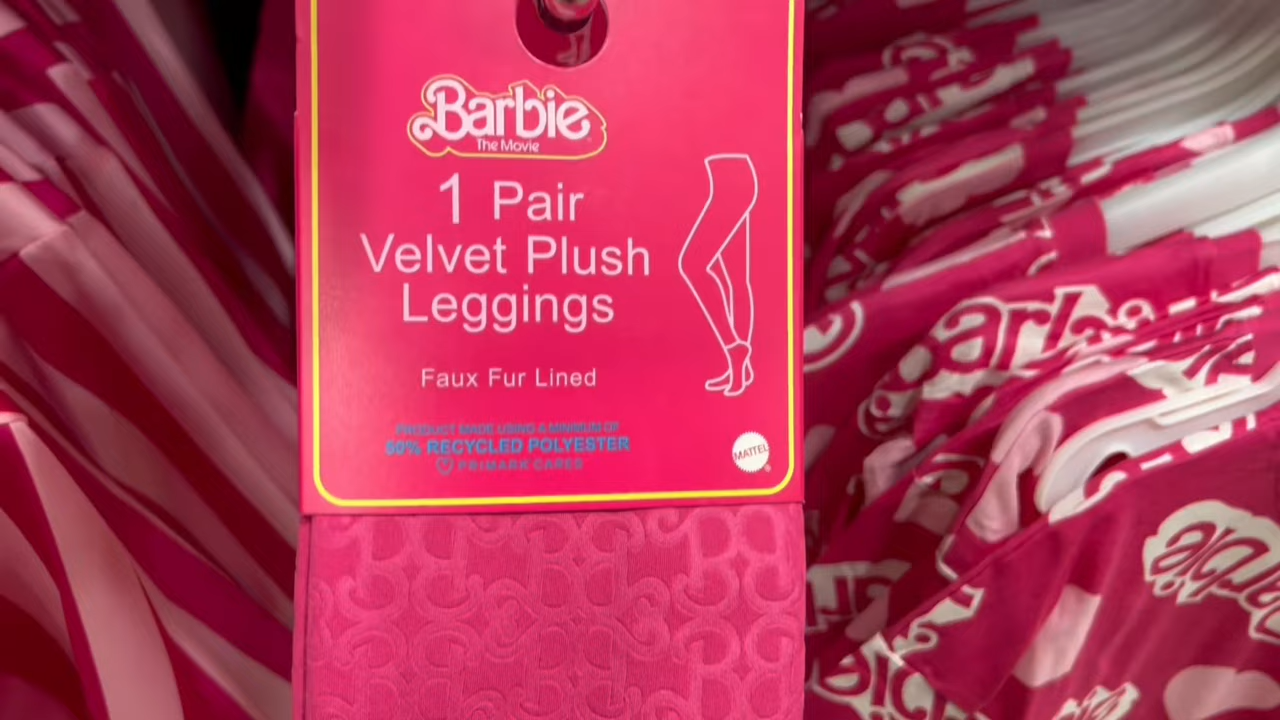 Barbie
The Movie
1 Pair
Velvet Plush
Leggings
Faux Fur Lined
PRODUCT MADE USING A MINIMUM OF
50% RECYCLED POLYESTER
PRIMARK CARES
MATTEL
Barbie